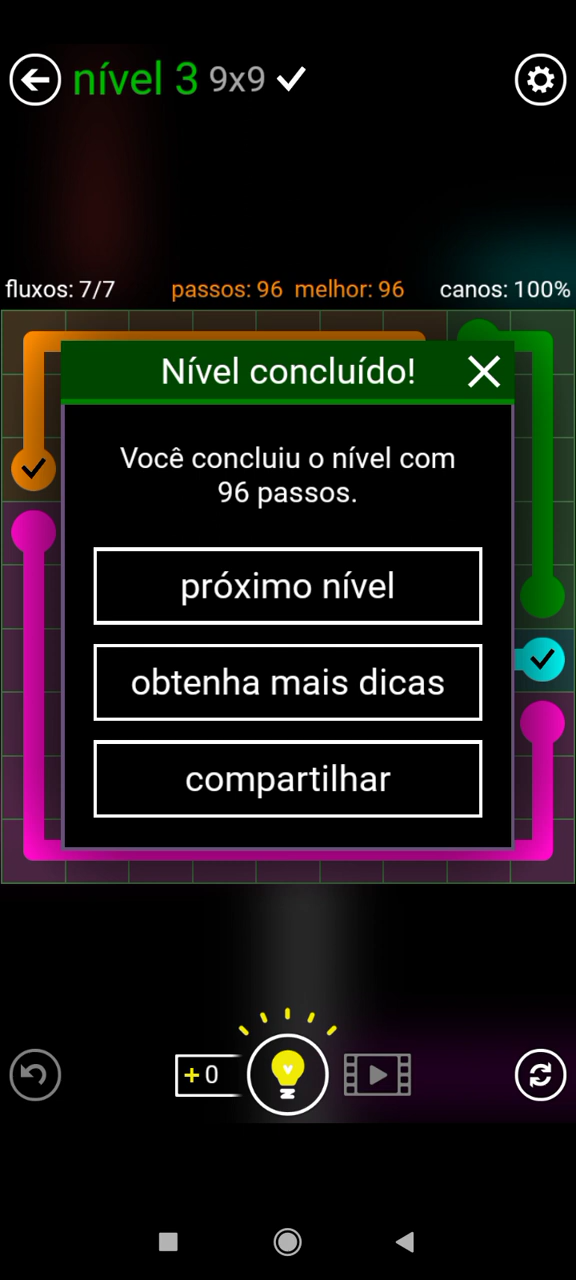 nível 3 9x9
fluxos: 7/7 passos: 96 melhor: 96 canos: 100%
Nível concluído!
Você concluiu o nível com
96 passos.
próximo nível
obtenha mais dicas
compartilhar
+0